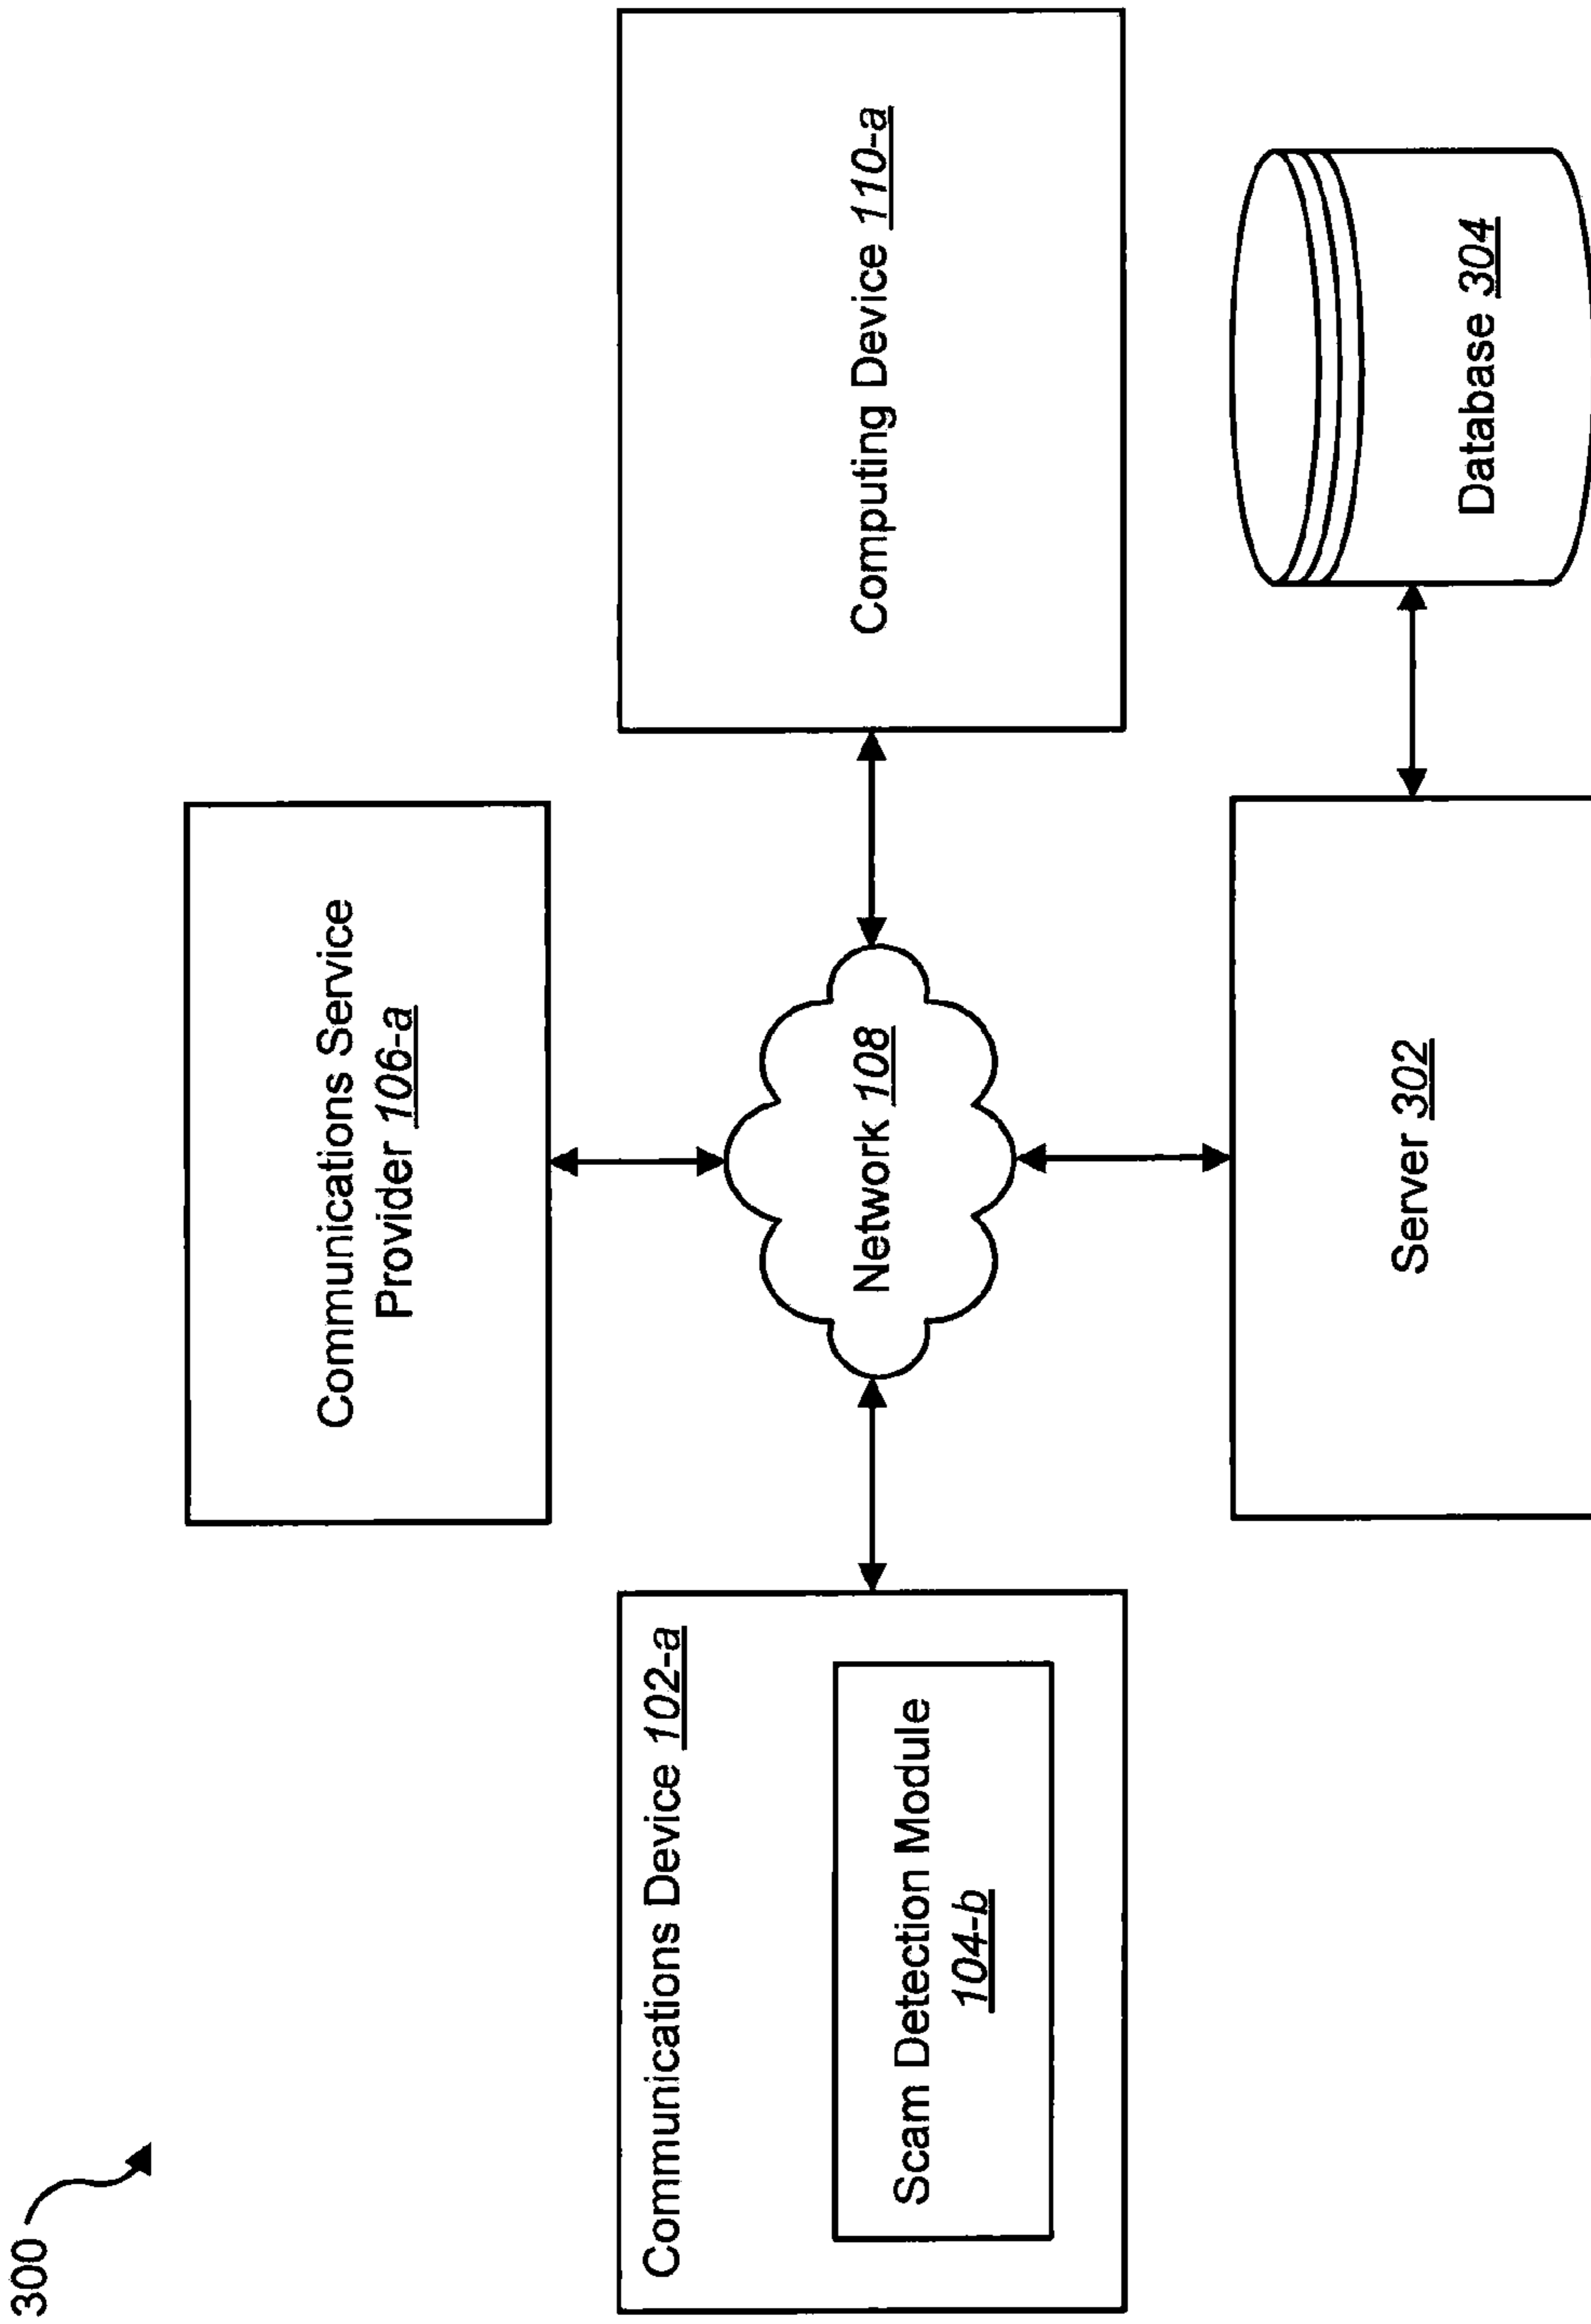 300
Communications Service
Provider 106-a
Communications Device 102-a
Scam Detection Module
104-b
Network 108
Computing Device 110-a
Server 302
Database 304